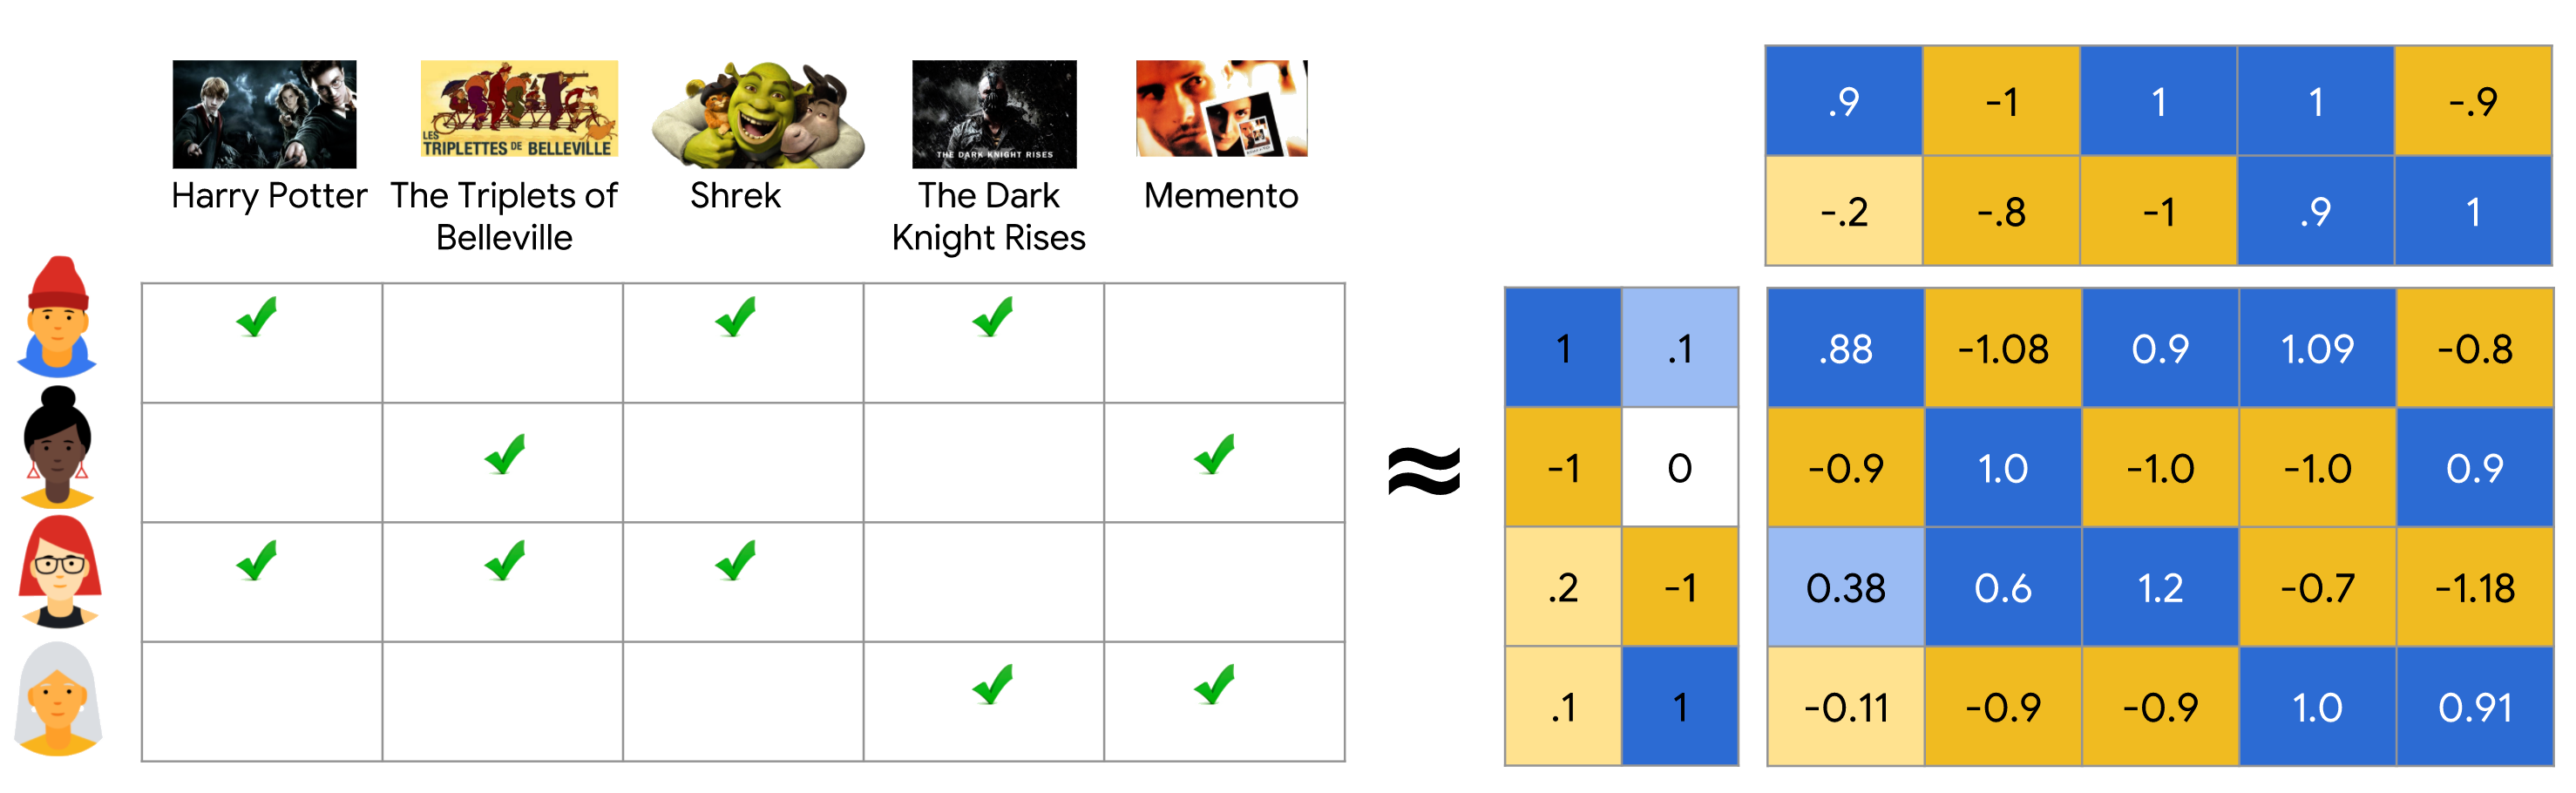 LES
TRIPLETTES DE BELLEVILLE
THE DARK KNIGHT RISES
Harry Potter
The Triplets of
Belleville
Shrek
The Dark
Knight Rises
Memento
.9 -1 1 1 -.9
-.2 -.8 -1 .9 1
≈
1 .1
-1 0
.2 -1
.1 1
.88 -1.08 0.9 1.09 -0.8
-0.9 1.0 -1.0 -1.0 0.9
0.38 0.6 1.2 -0.7 -1.18
-0.11 -0.9 -0.9 1.0 0.91